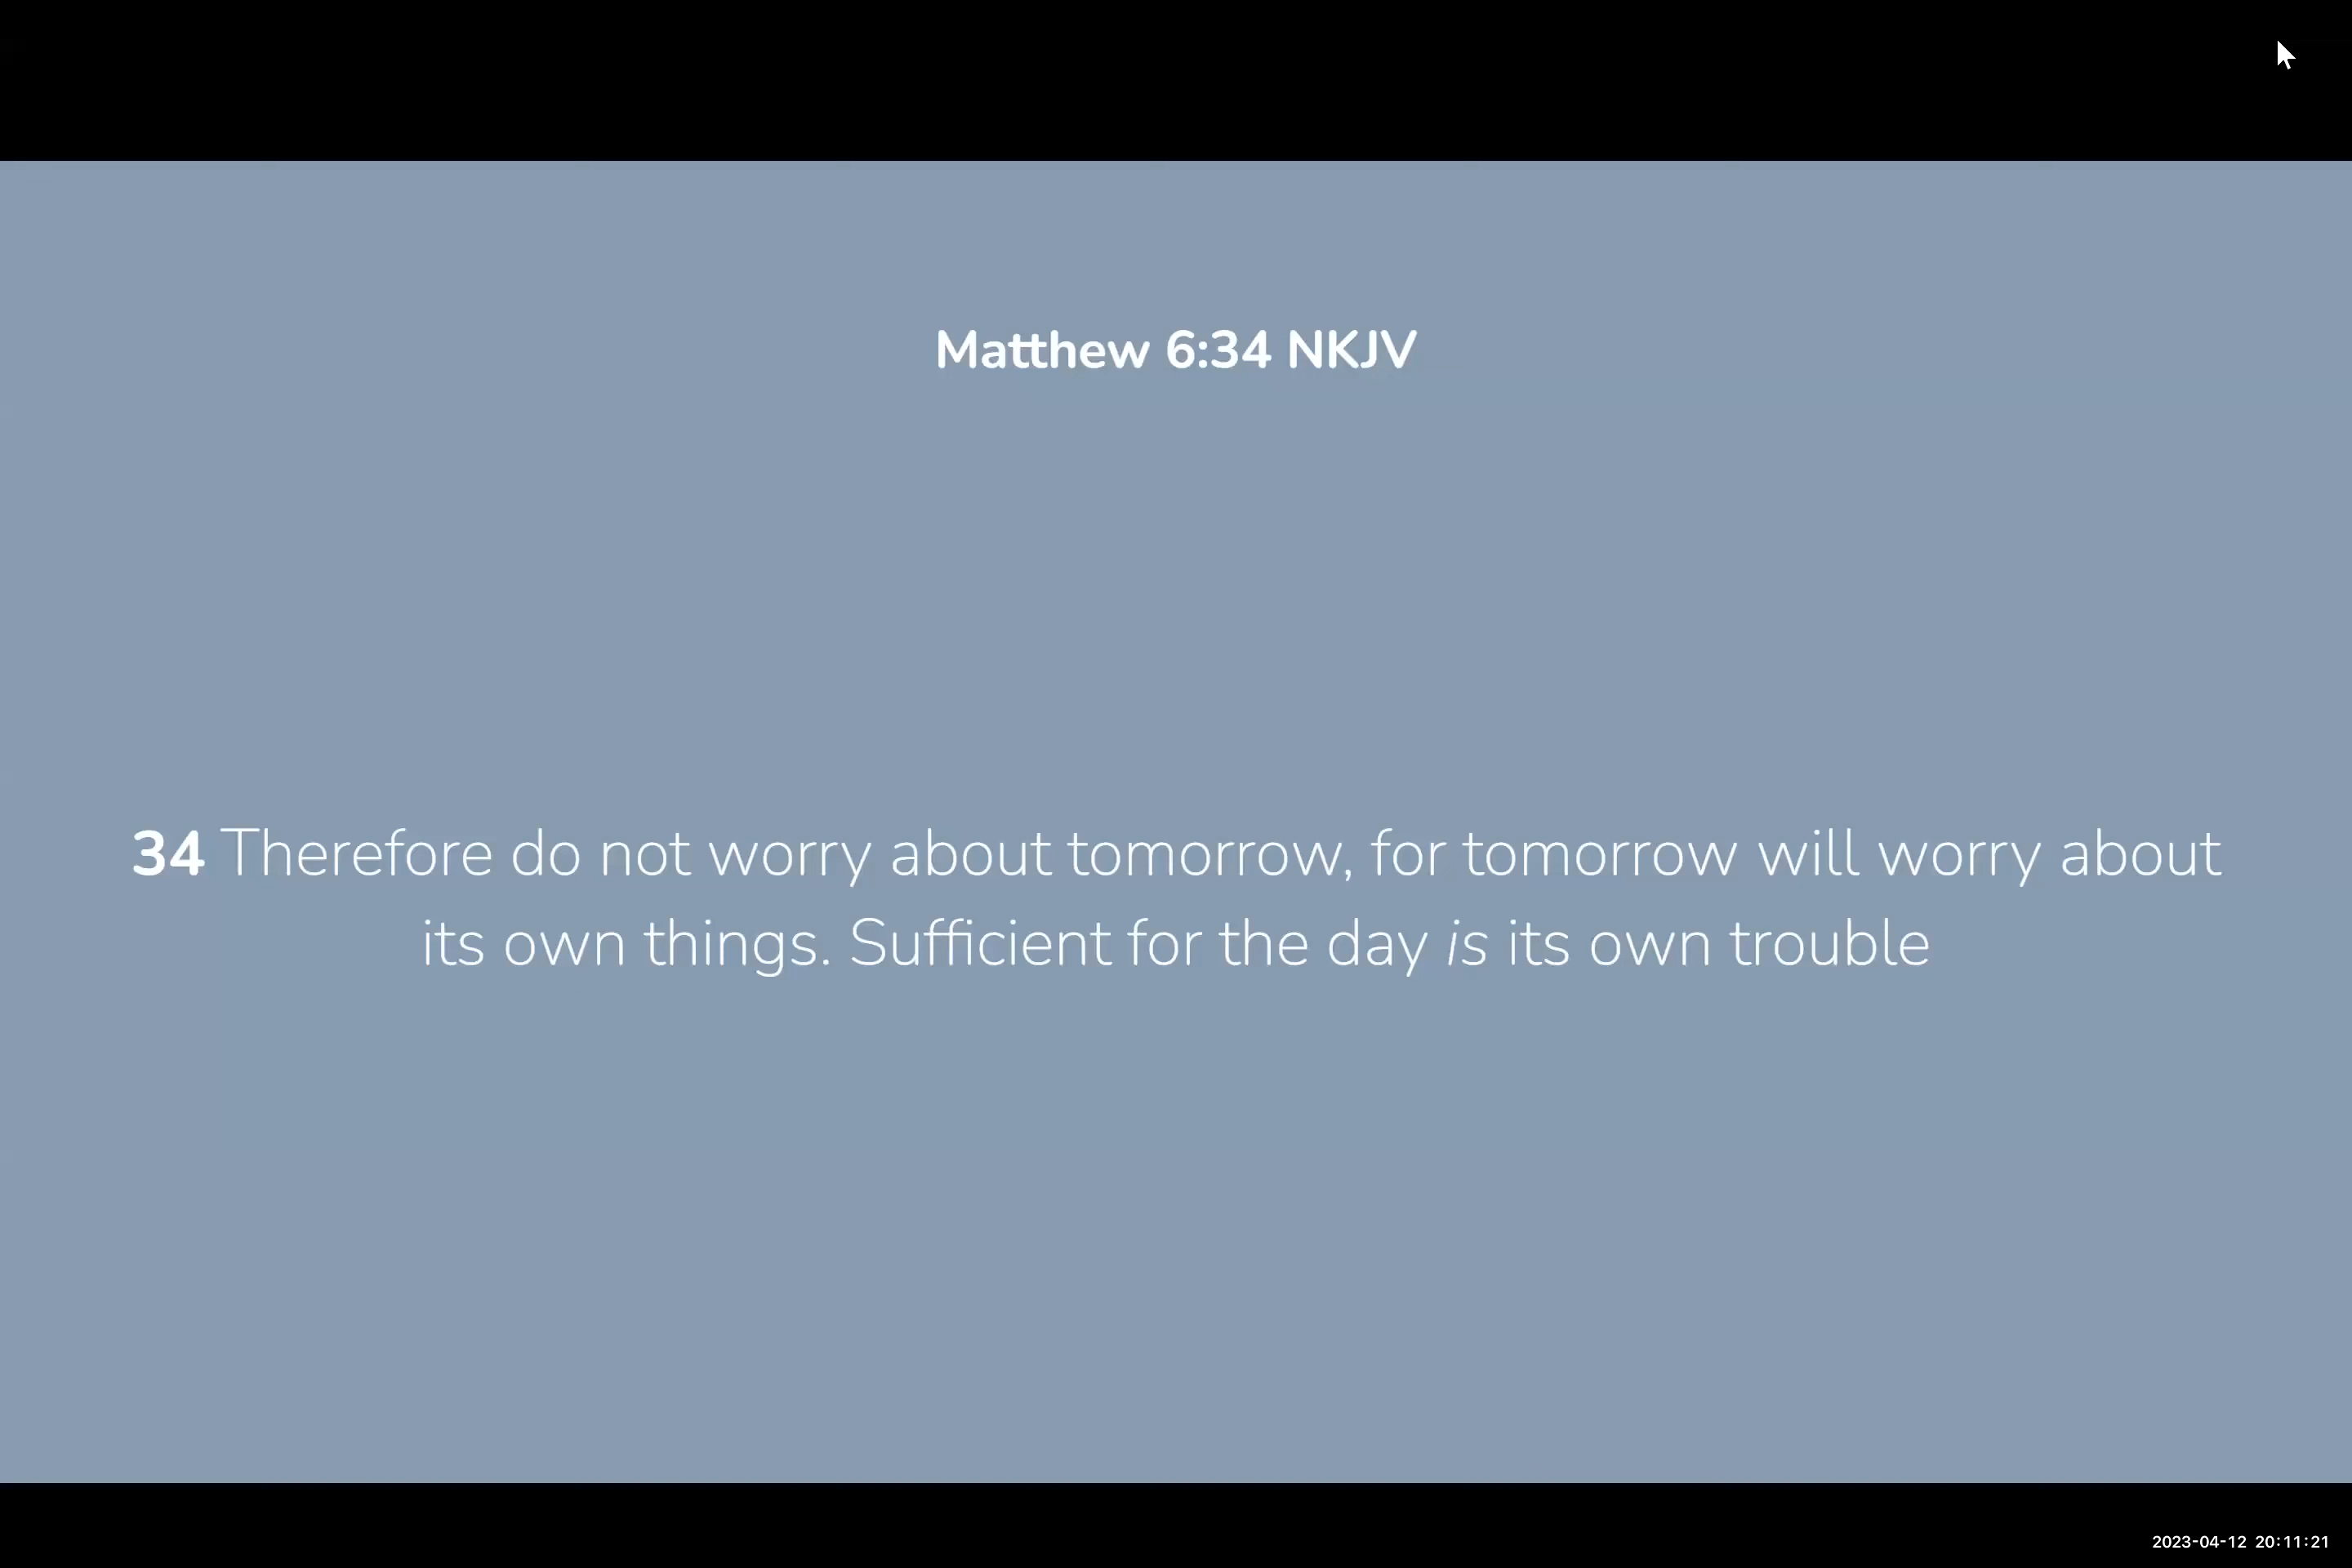 Matthew 6:34 NKJV
34 Therefore do not worry about tomorrow, for tomorrow will worry about
its own things. Sufficient for the day is its own trouble
2023-04-12 20:11:21